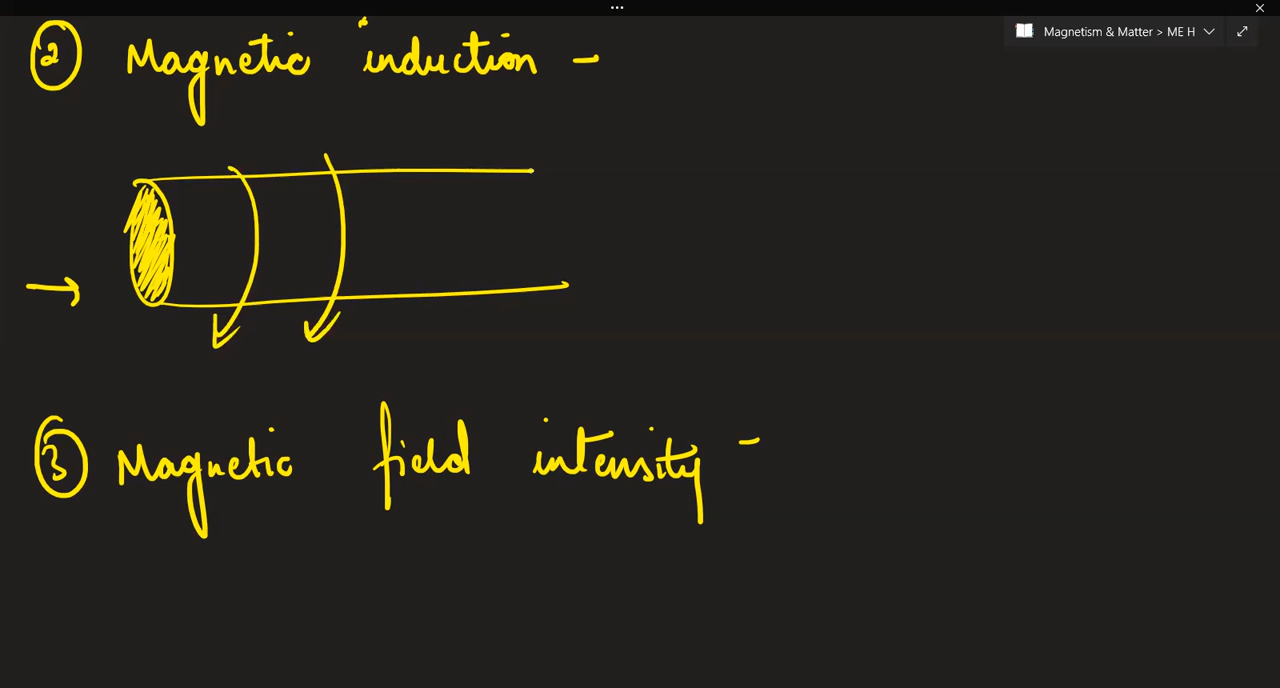 Magnetism & Matter > ME H
② Magnetic induction -
③ Magnetic field intensity -